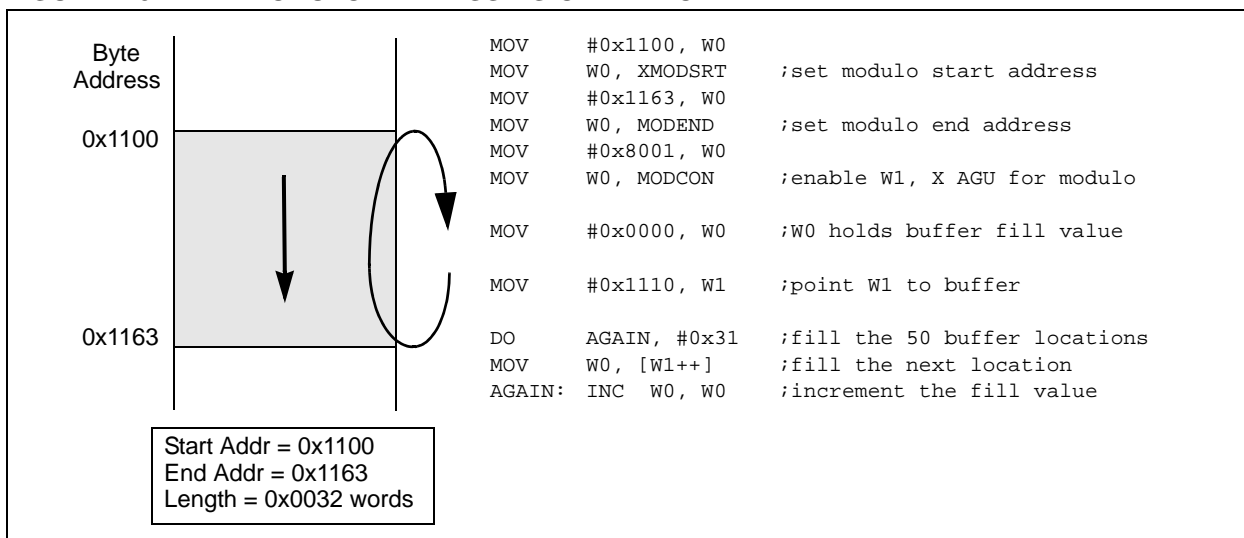 Byte
Address
0x1100
0x1163
MOV #0x1100, W0
MOV W0, XMODSRT ;set modulo start address
MOV #0x1163, W0
MOV W0, MODEND ;set modulo end address
MOV #0x8001, W0
MOV W0, MODCON ;enable W1, X AGU for modulo
MOV #0x0000, W0 ;W0 holds buffer fill value
MOV #0x1110, W1 ;point W1 to buffer
DO AGAIN, #0x31 ;fill the 50 buffer locations
MOV W0, [W1++] ;fill the next location
AGAIN: INC W0, W0 ;increment the fill value
Start Addr = 0x1100
End Addr = 0x1163
Length = 0x0032 words